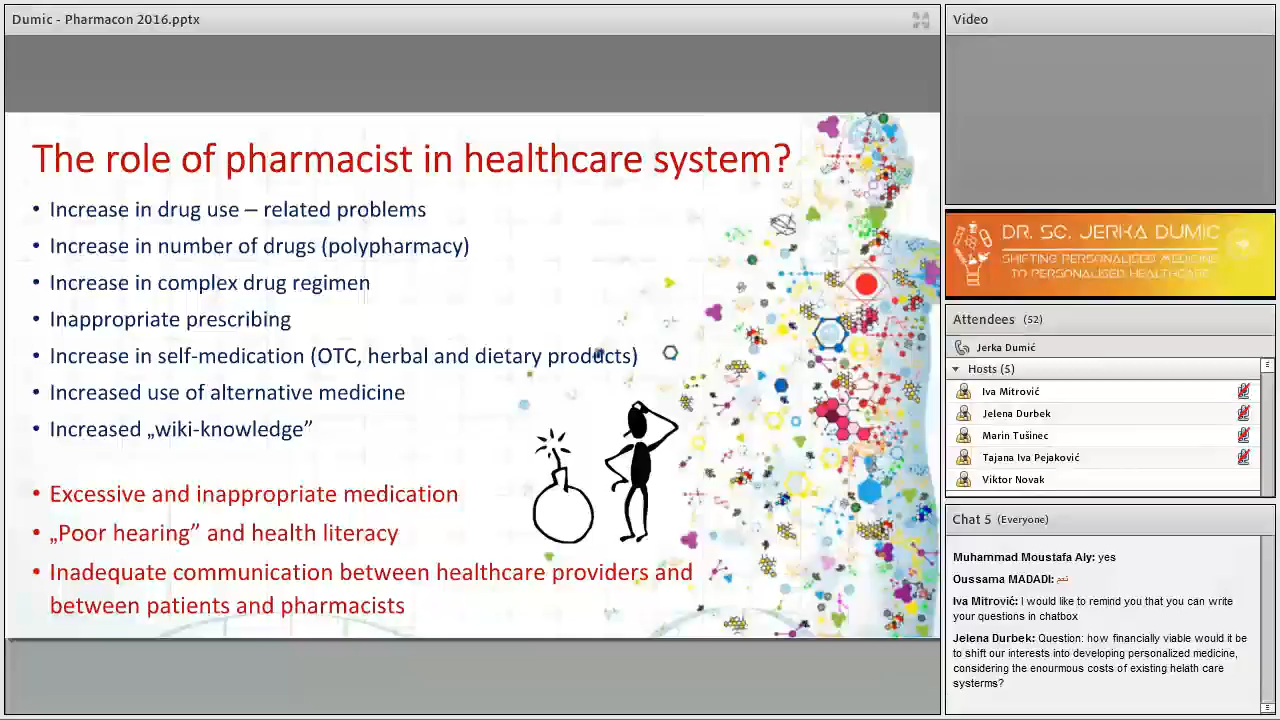 Dumic - Pharmacon 2016.pptx
The role of pharmacist in healthcare system?
• Increase in drug use – related problems
• Increase in number of drugs (polypharmacy)
• Increase in complex drug regimen
• Inappropriate prescribing
• Increase in self-medication (OTC, herbal and dietary products)
• Increased use of alternative medicine
• Increased „wiki-knowledge”
• Excessive and inappropriate medication
• „Poor hearing” and health literacy
• Inadequate communication between healthcare providers and
between patients and pharmacists
Video
DR. SC. JERKA DUMIC
SHIFTING PERSONALISED MEDICINE
TO PERSONALISED HEALTHCARE
Attendees (52)
Jerka Dumić
Hosts (5)
Iva Mitrović
Jelena Durbek
Marin Tušinec
Tajana Iva Pejaković
Viktor Novak
Chat 5 (Everyone)
Muhammad Moustafa Aly: yes
Oussama MADADI: نعم
Iva Mitrović: I would like to remind you that you can write
your questions in chatbox
Jelena Durbek: Question: how financially viable would it be
to shift our interests into developing personalized medicine,
considering the enourmous costs of existing helath care
systerms?